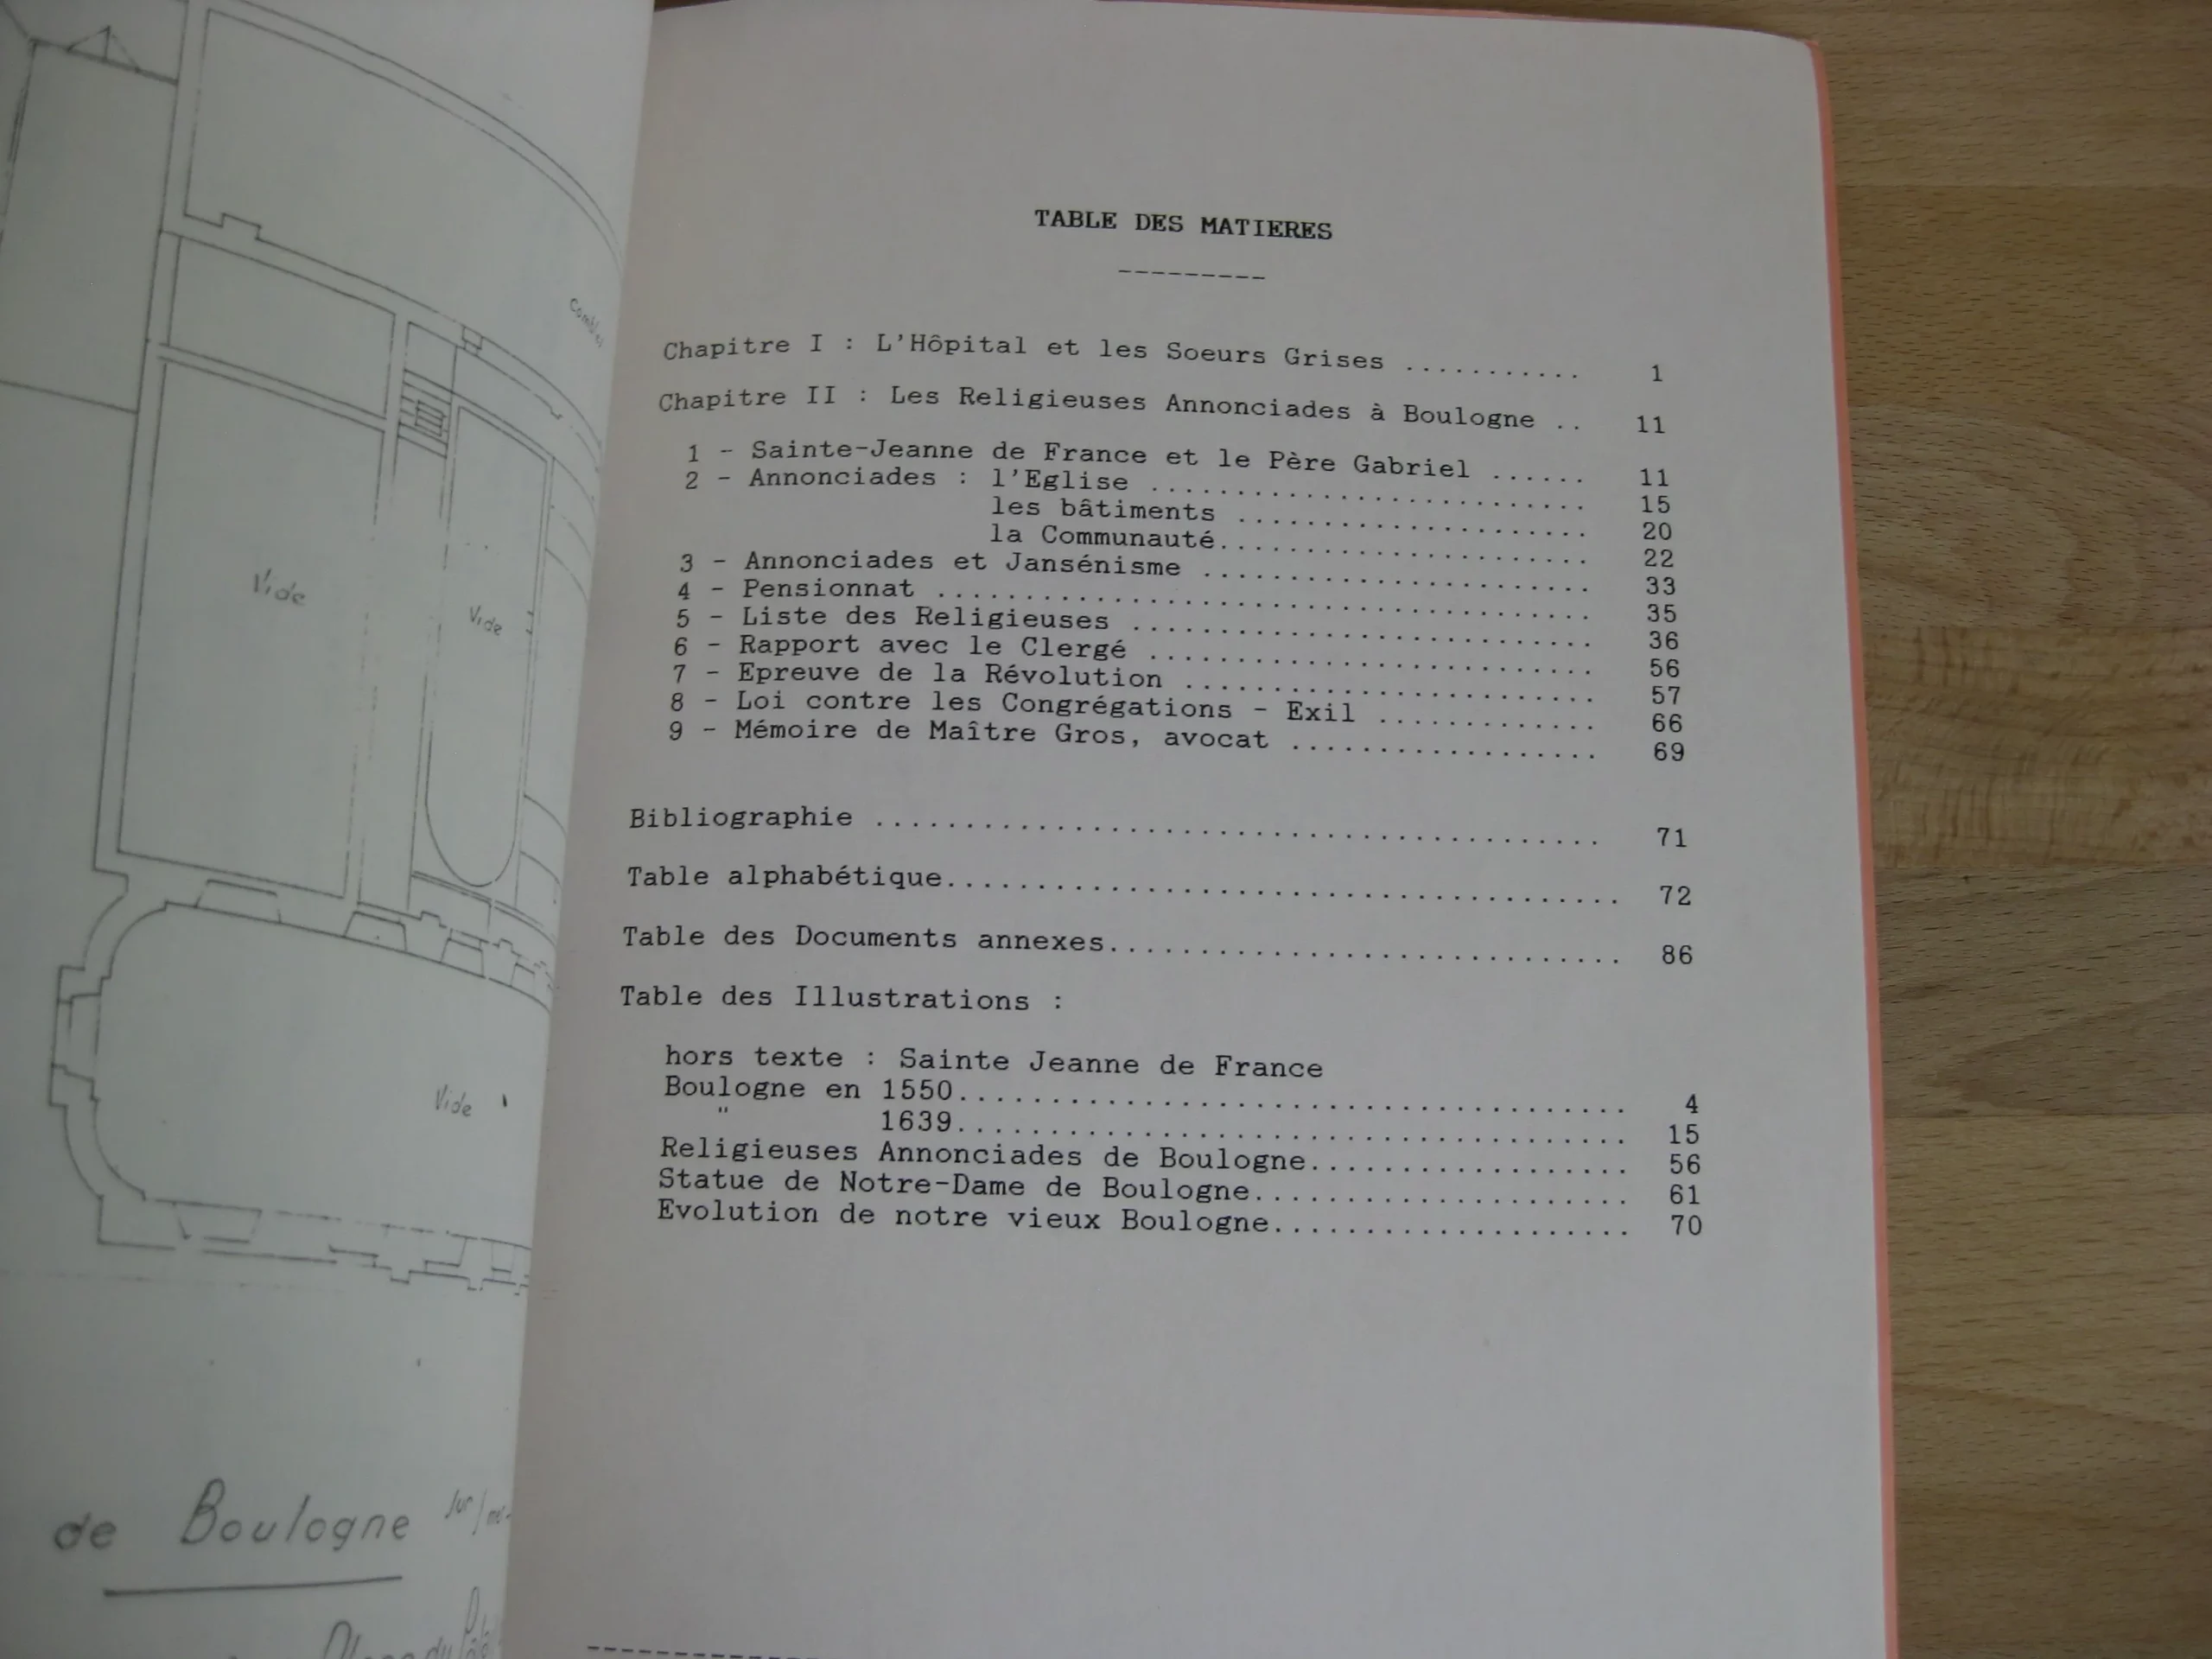 Combles
Vide
Vide
Vide
de Boulogne sur/mer
TABLE DES MATIERES
---------
Chapitre I : L'Hôpital et les Soeurs Grises ........... 1
Chapitre II : Les Religieuses Annonciades à Boulogne .. 11
1 - Sainte-Jeanne de France et le Père Gabriel ...... 11
2 - Annonciades : l'Eglise ........................ 15
les bâtiments ................... 20
la Communauté.................... 22
3 - Annonciades et Jansénisme ..................... 33
4 - Pensionnat .................................... 35
5 - Liste des Religieuses ......................... 36
6 - Rapport avec le Clergé ........................ 56
7 - Epreuve de la Révolution ...................... 57
8 - Loi contre les Congrégations - Exil ............ 66
9 - Mémoire de Maître Gros, avocat ................. 69
Bibliographie ......................................... 71
Table alphabétique...................................... 72
Table des Documents annexes............................. 86
Table des Illustrations :
hors texte : Sainte Jeanne de France
Boulogne en 1550..................................... 4
" 1639..................................... 15
Religieuses Annonciades de Boulogne.................. 56
Statue de Notre-Dame de Boulogne..................... 61
Evolution de notre vieux Boulogne.................... 70